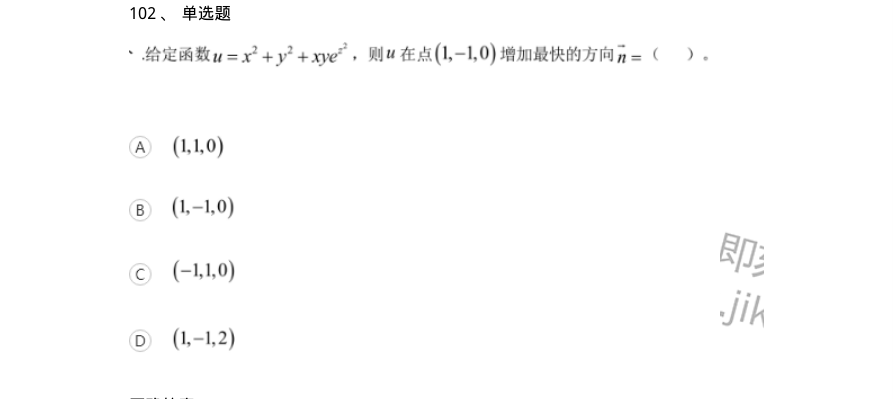 102、 单选题
、.给定函数u=x²+y²+xye^{z²}，则u在点(1,−1,0)增加最快的方向n⃗=（ ）。
A (1,1,0)
B (1,−1,0)
即
C (−1,1,0)
.jik
D (1,−1,2)